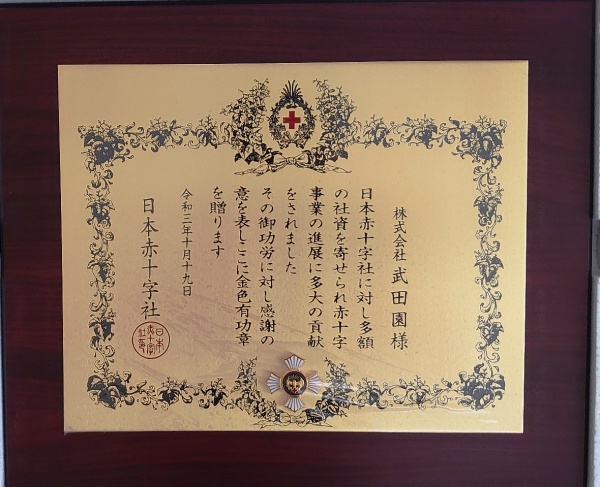 株式会社 武田園様
日本赤十字社に対し多額
の社資を寄せられ赤十字
事業の進展に多大の貢献
をされました
その御功労に対し感謝の
意を表しここに金色有功章
を贈ります
令和三年十月十九日
日本赤十字社